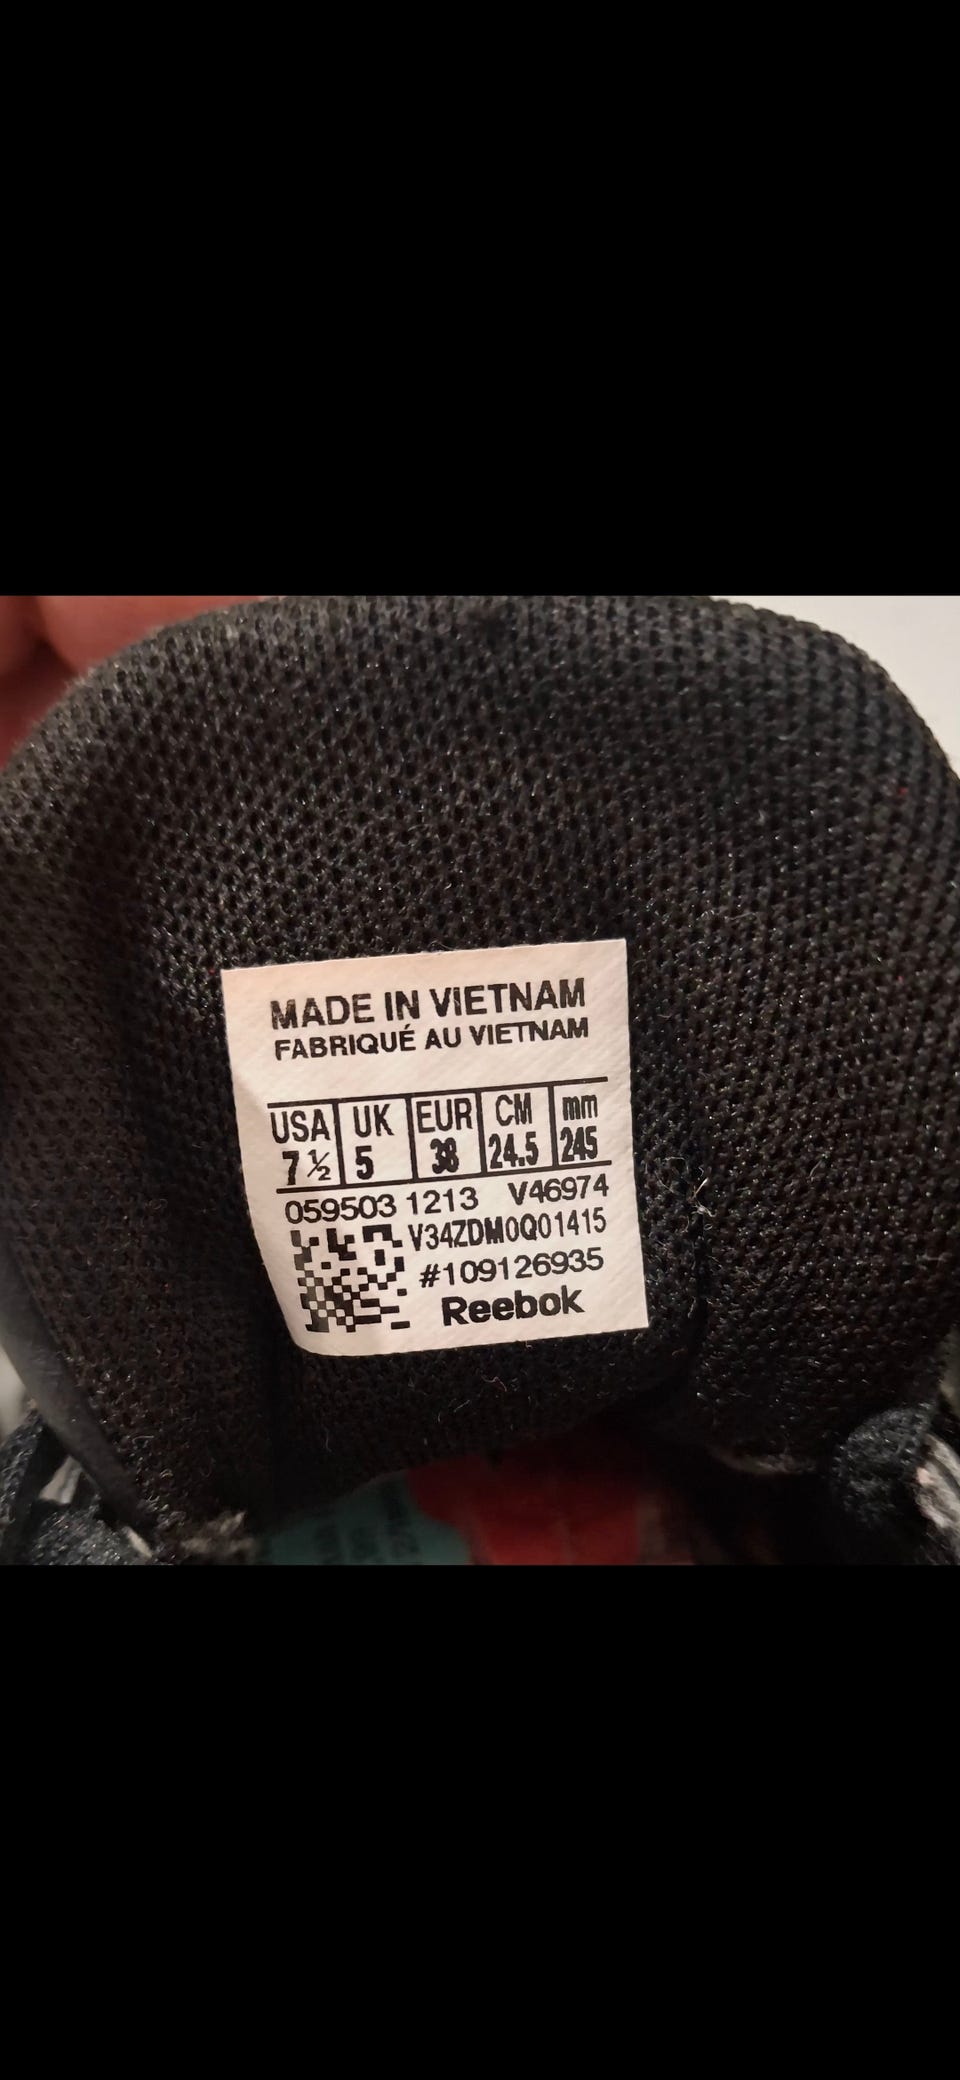 MADE IN VIETNAM
FABRIQUÉ AU VIETNAM
USA UK EUR CM mm
7½ 5 38 24.5 245
059503 1213 V46974
V34ZDM0Q01415
#109126935
Reebok